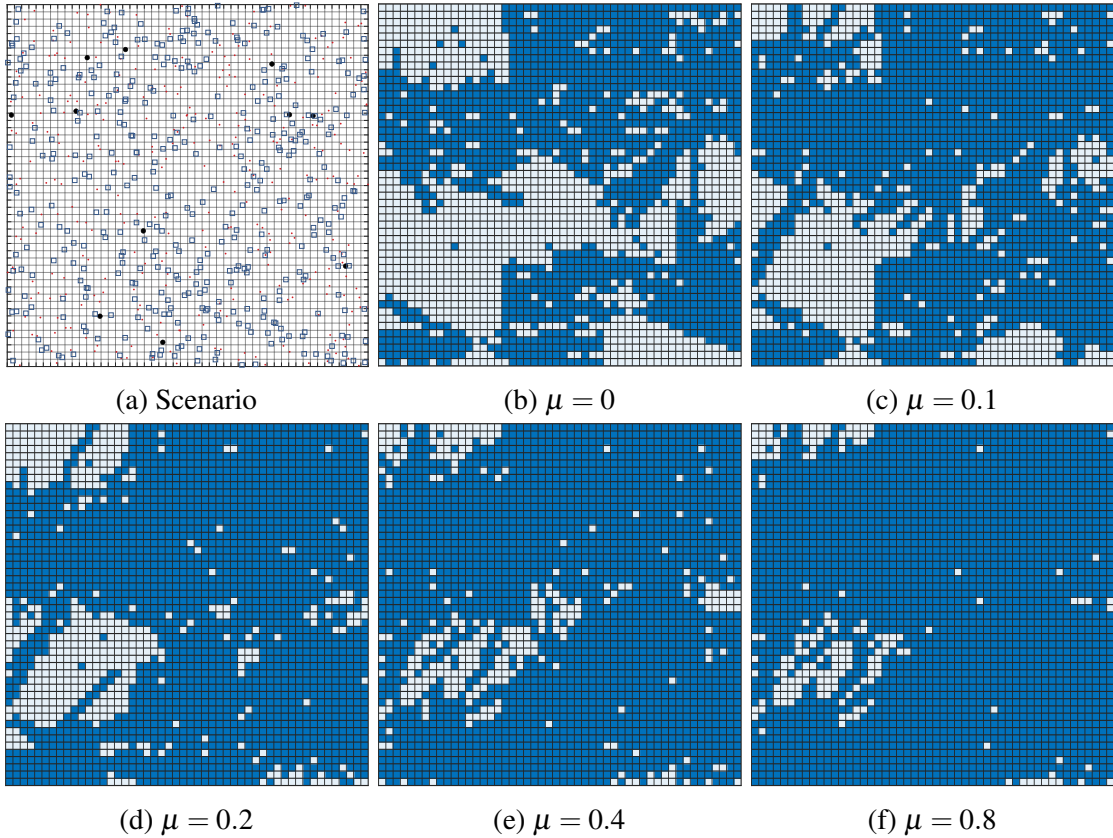 (a) Scenario
(b) μ = 0
(c) μ = 0.1
(d) μ = 0.2
(e) μ = 0.4
(f) μ = 0.8